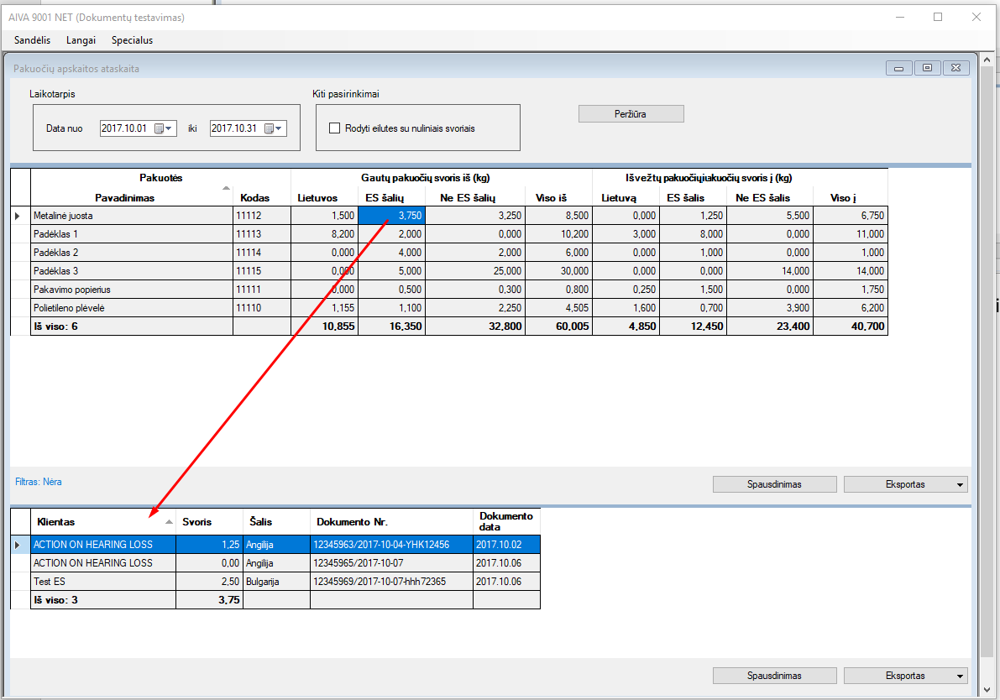 AIVA 9001 NET (Dokumentų testavimas)
Sandėlis Langai Specialus
Pakuočių apskaitos ataskaita
Laikotarpis Kiti pasirinkimai
Data nuo 2017.10.01 iki 2017.10.31 Rodyti eilutes su nuliniais svoriais Peržiūra
Pakuotės Gautų pakuočių svoris iš (kg) Išvežtų pakuočiųįakuočių svoris į (kg)
Pavadinimas Kodas Lietuvos ES šalių Ne ES šalių Viso iš Lietuvą ES šalis Ne ES šalis Viso į
Metalinė juosta 11112 1,500 3,750 3,250 8,500 0,000 1,250 5,500 6,750
Padėklas 1 11113 8,200 2,000 0,000 10,200 3,000 8,000 0,000 11,000
Padėklas 2 11114 0,000 4,000 2,000 6,000 0,000 1,000 0,000 1,000
Padėklas 3 11115 0,000 5,000 25,000 30,000 0,000 0,000 14,000 14,000
Pakavimo popierius 11111 0,000 0,500 0,300 0,800 0,250 1,500 0,000 1,750
Polietileno plėvelė 11110 1,155 1,100 2,250 4,505 1,600 0,700 3,900 6,200
Iš viso: 6 10,855 16,350 32,800 60,005 4,850 12,450 23,400 40,700
Filtras: Nėra Spausdinimas Eksportas
Klientas Svoris Šalis Dokumento Nr. Dokumento data
ACTION ON HEARING LOSS 1,25 Anglija 12345963/2017-10-04-YHK12456 2017.10.02
ACTION ON HEARING LOSS 0,00 Anglija 12345965/2017-10-07 2017.10.06
Test ES 2,50 Bulgarija 12345969/2017-10-07-hhh72365 2017.10.06
Iš viso: 3 3,75
Spausdinimas Eksportas